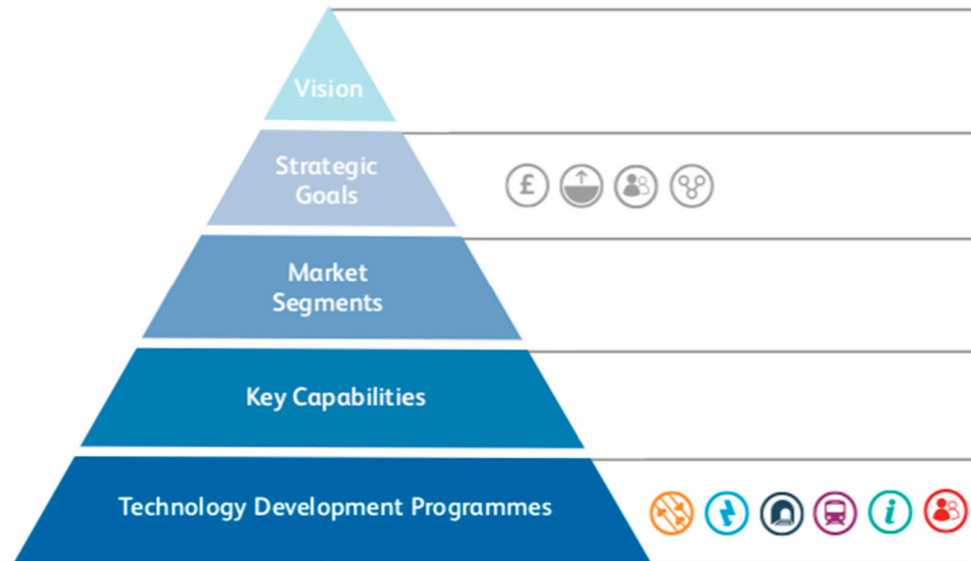 Vision
Strategic
Goals
£
Market
Segments
Key Capabilities
Technology Development Programmes
i